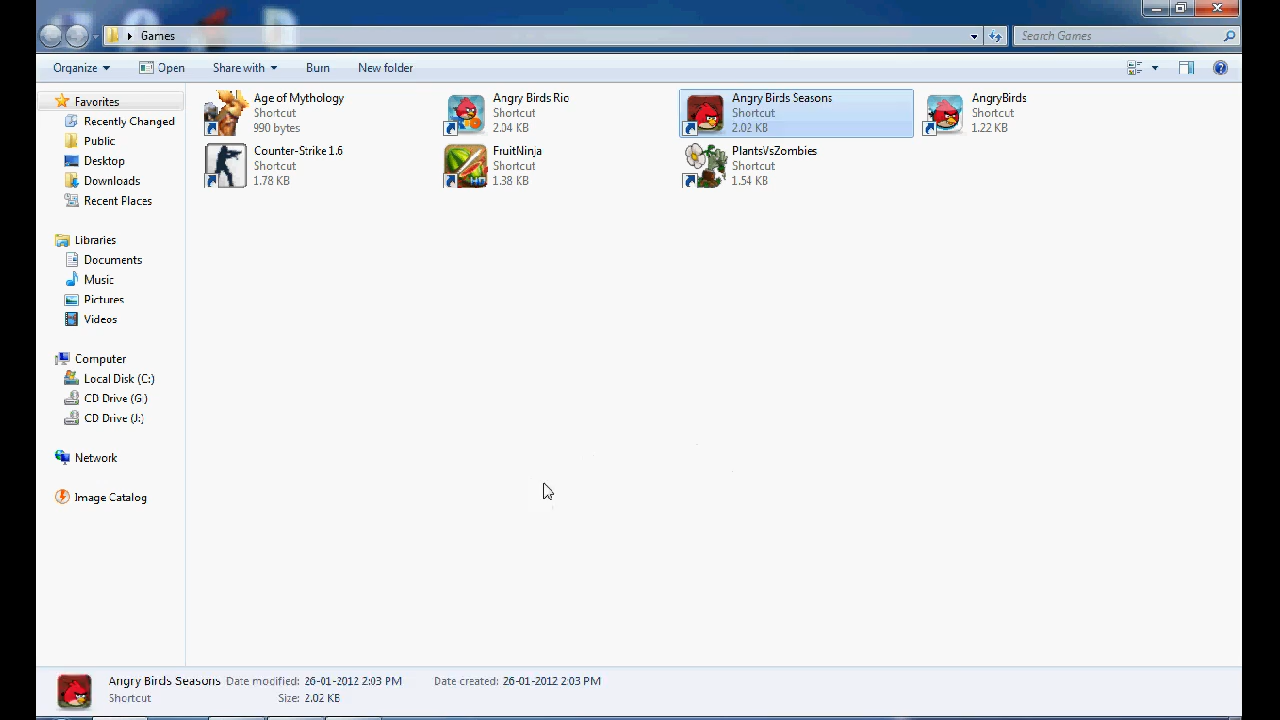 Games
Search Games
Organize
Open
Share with
Burn
New folder
Favorites
Recently Changed
Public
Desktop
Downloads
Recent Places
Libraries
Documents
Music
Pictures
Videos
Computer
Local Disk (C:)
CD Drive (G:)
CD Drive (J:)
Network
Image Catalog
Age of Mythology
Shortcut
990 bytes
Angry Birds Rio
Shortcut
2.04 KB
Angry Birds Seasons
Shortcut
2.02 KB
AngryBirds
Shortcut
1.22 KB
Counter-Strike 1.6
Shortcut
1.78 KB
FruitNinja
Shortcut
1.38 KB
HD
PlantsVsZombies
Shortcut
1.54 KB
Angry Birds Seasons Date modified: 26-01-2012 2:03 PM Date created: 26-01-2012 2:03 PM
Shortcut Size: 2.02 KB